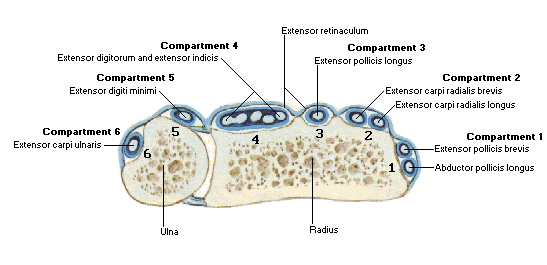 Extensor retinaculum
Compartment 4
Extensor digitorum and extensor indicis
Compartment 3
Extensor pollicis longus
Compartment 5
Extensor digiti minimi
Compartment 2
Extensor carpi radialis brevis
Extensor carpi radialis longus
Compartment 6
Extensor carpi ulnaris
Compartment 1
Extensor pollicis brevis
Abductor pollicis longus
6
5
4
3
2
1
Ulna
Radius